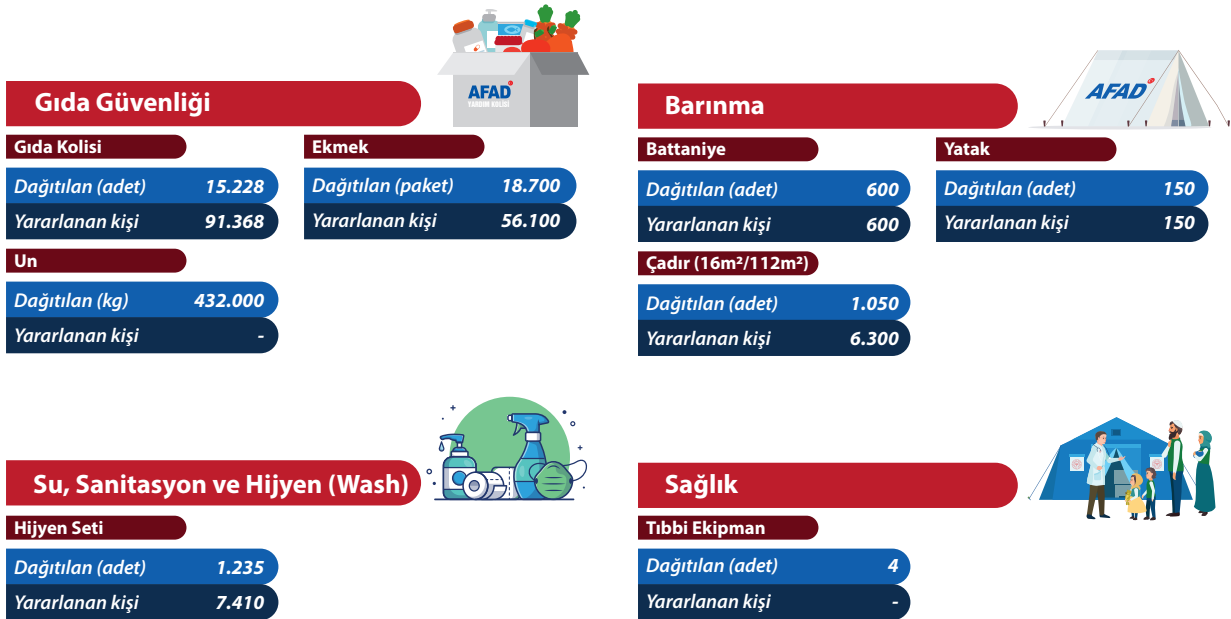 AFAD
YARDIM KOLİSİ
Gıda Güvenliği
Gıda Kolisi
Dağıtılan (adet) 15.228
Yararlanan kişi 91.368
Ekmek
Dağıtılan (paket) 18.700
Yararlanan kişi 56.100
Un
Dağıtılan (kg) 432.000
Yararlanan kişi -
AFAD
Barınma
Battaniye
Dağıtılan (adet) 600
Yararlanan kişi 600
Yatak
Dağıtılan (adet) 150
Yararlanan kişi 150
Çadır (16m²/112m²)
Dağıtılan (adet) 1.050
Yararlanan kişi 6.300
Su, Sanitasyon ve Hijyen (Wash)
Hijyen Seti
Dağıtılan (adet) 1.235
Yararlanan kişi 7.410
Sağlık
Tıbbi Ekipman
Dağıtılan (adet) 4
Yararlanan kişi -